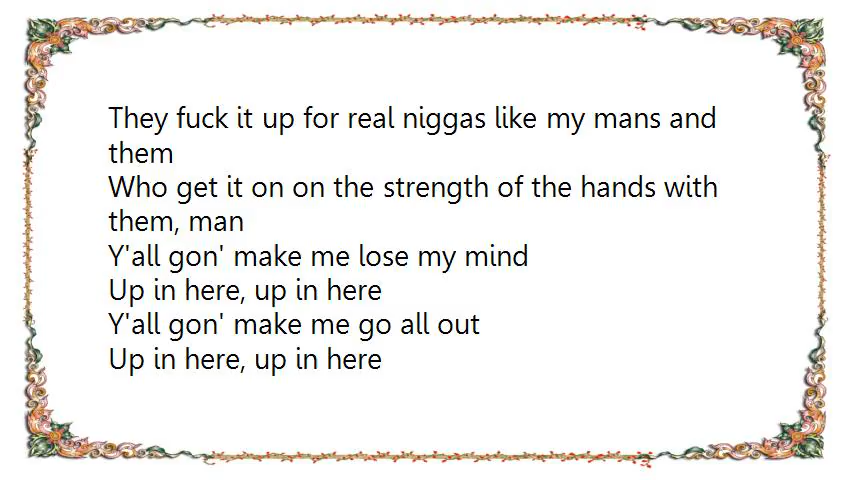 They fuck it up for real niggas like my mans and
them
Who get it on on the strength of the hands with
them, man
Y'all gon' make me lose my mind
Up in here, up in here
Y'all gon' make me go all out
Up in here, up in here